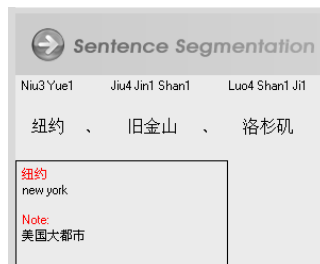 Sentence Segmentation
Niu3 Yue1 Jiu4 Jin1 Shan1 Luo4 Shan1 Ji1
纽约 、 旧金山 、 洛杉矶
纽约
new york
Note:
美国大都市